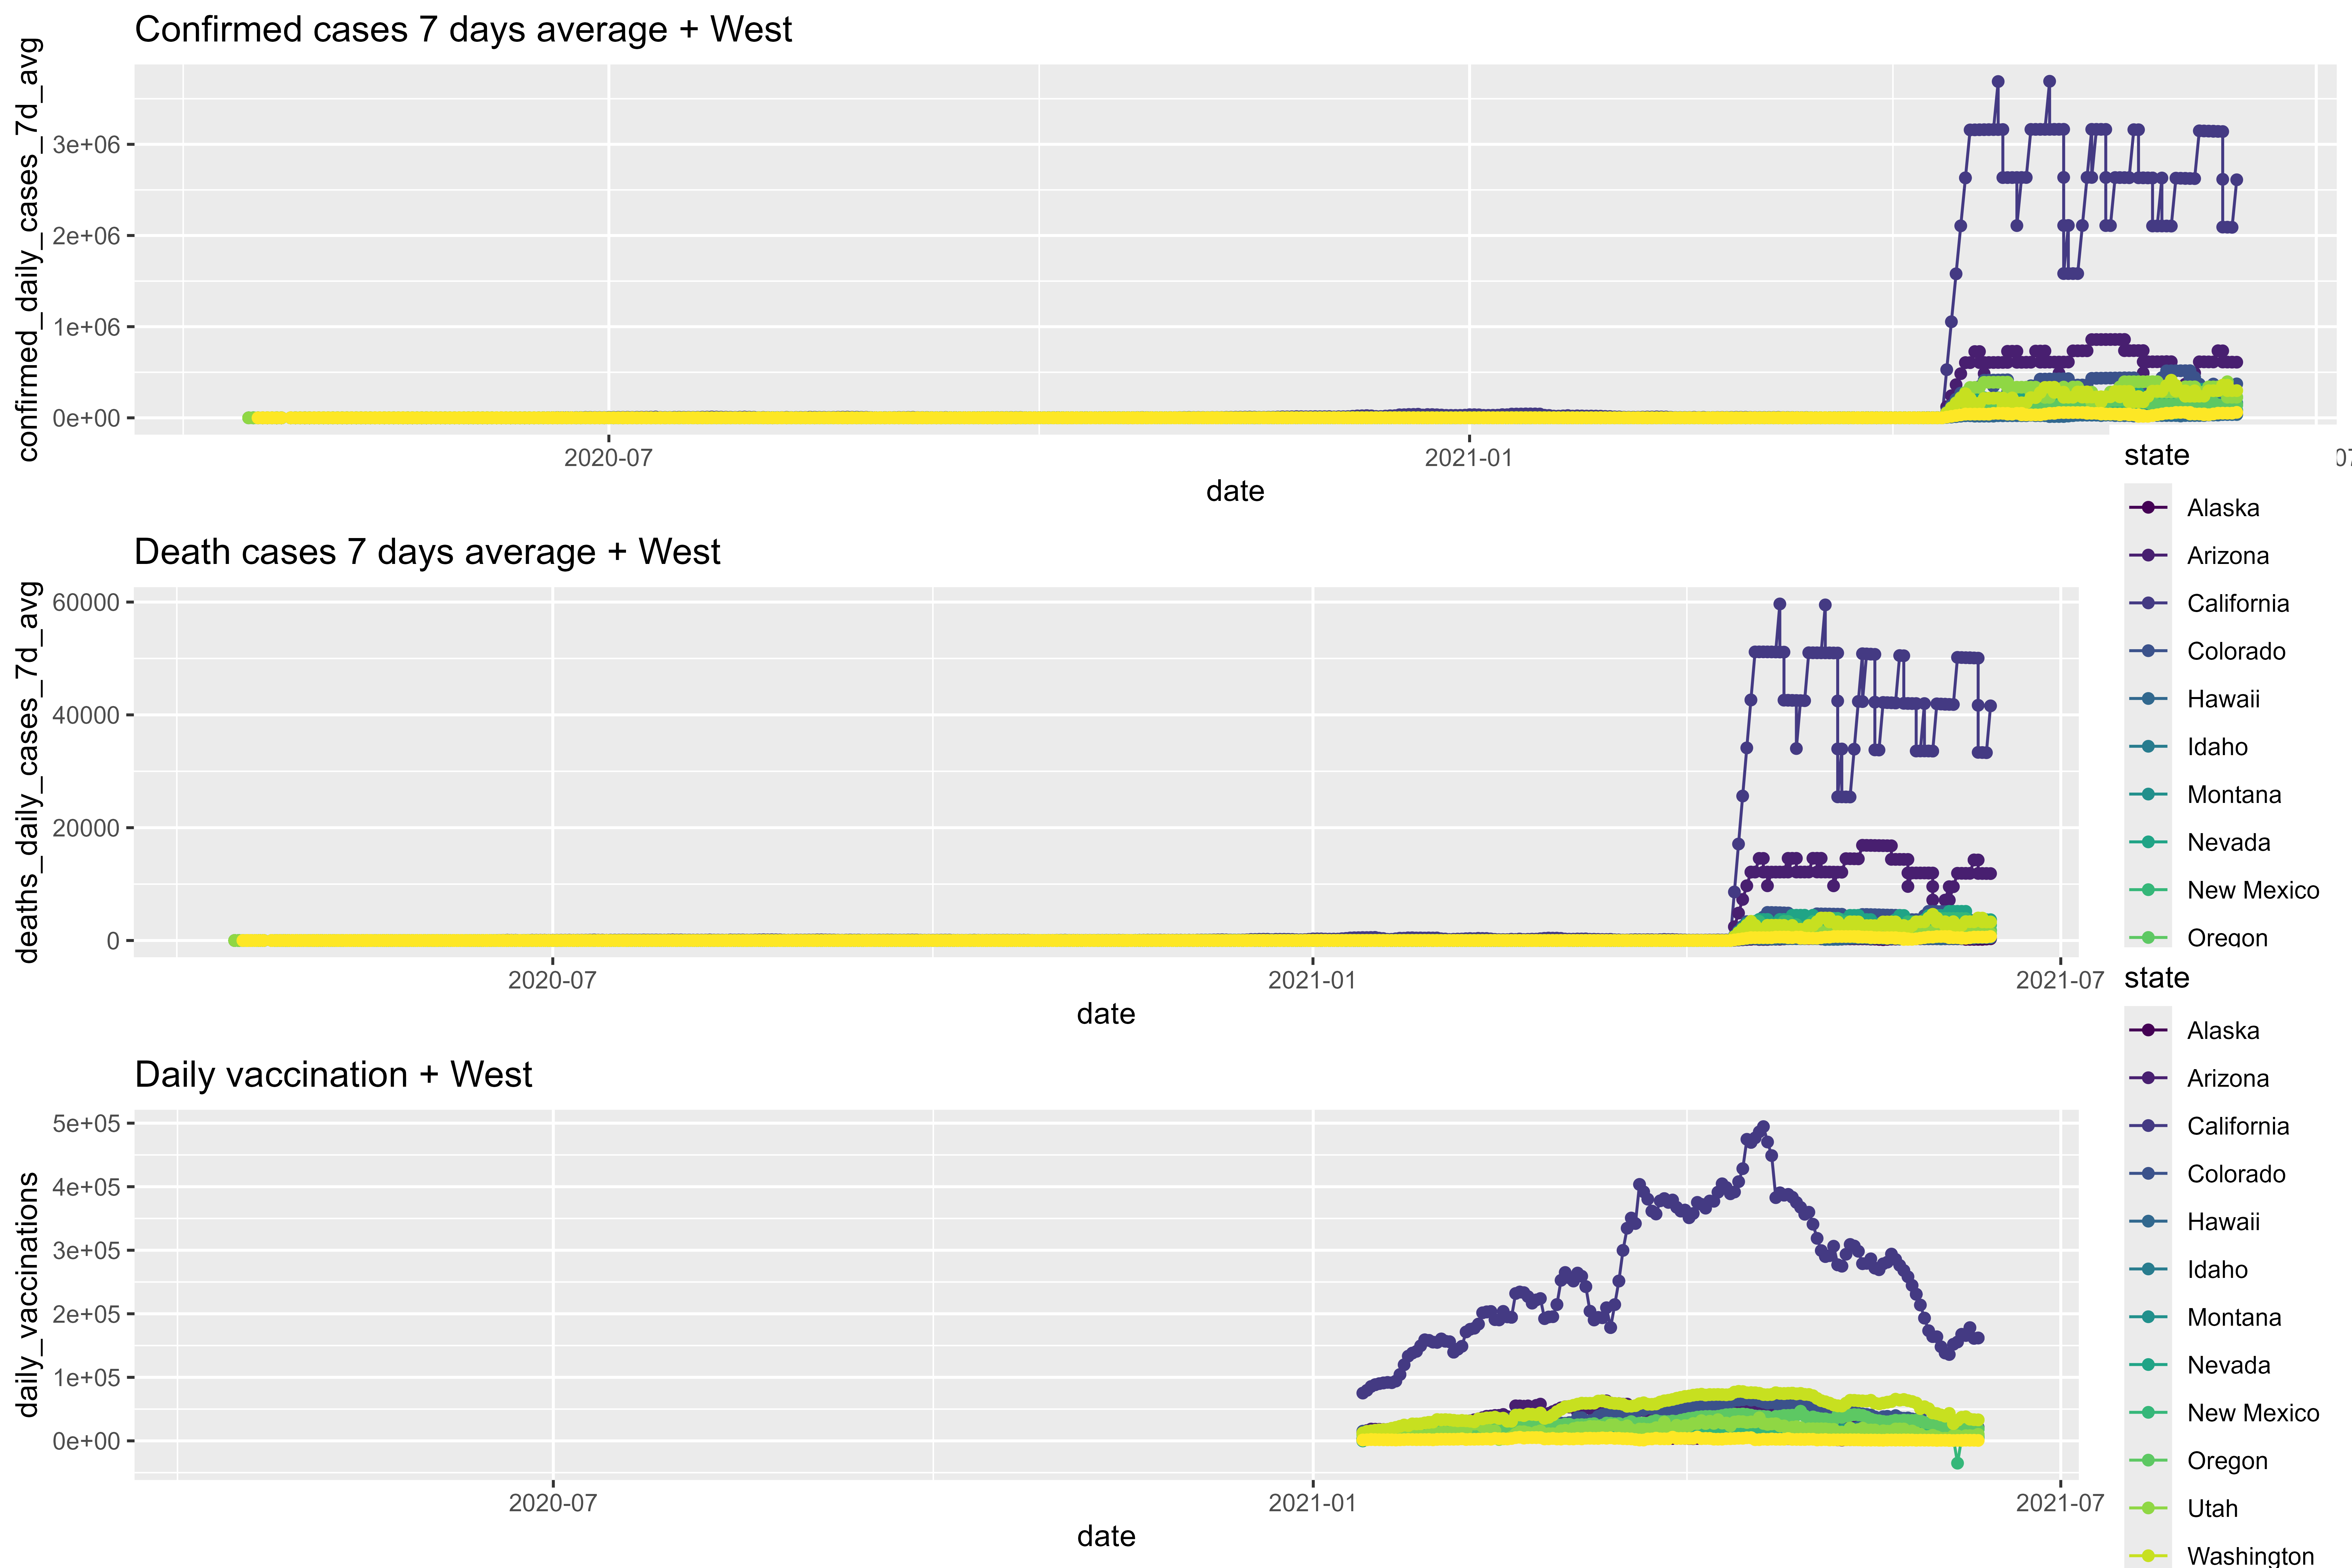 Confirmed cases 7 days average + West
confirmed_daily_cases_7d_avg
3e+06
2e+06
1e+06
0e+00
2020-07
2021-01
date
state
Alaska
Arizona
California
Colorado
Hawaii
Idaho
Montana
Nevada
New Mexico
Oregon
Death cases 7 days average + West
deaths_daily_cases_7d_avg
60000
40000
20000
0
2020-07
2021-01
2021-07
date
state
Alaska
Arizona
California
Colorado
Hawaii
Idaho
Montana
Nevada
New Mexico
Oregon
Utah
Washington
Daily vaccination + West
daily_vaccinations
5e+05
4e+05
3e+05
2e+05
1e+05
0e+00
2020-07
2021-01
2021-07
date